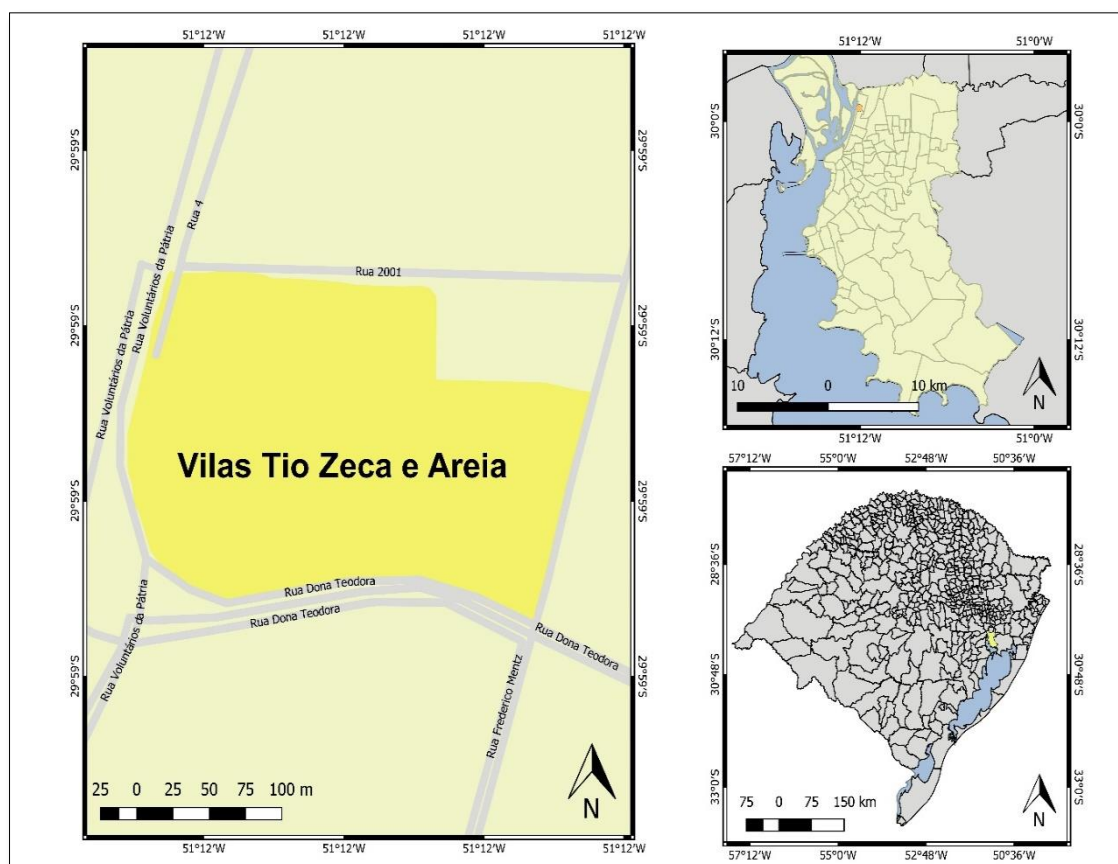 51°12'W 51°12'W 51°12'W 51°12'W
29°59'S
29°59'S
29°59'S
29°59'S
29°59'S
29°59'S
29°59'S
29°59'S
Rua 4
Rua Voluntários da Pátria
Rua Voluntários da Pátria
Rua 2001
Vilas Tio Zeca e Areia
Rua Dona Teodora
Rua Dona Teodora
Rua Dona Teodora
Rua Voluntários da Pátria
Rua Frederico Mentz
25 0 25 50 75 100 m
N
51°12'W 51°12'W 51°12'W 51°12'W
51°12'W 51°0'W
30°0'S
30°0'S
30°12'S
30°12'S
10 0 10 km
N
51°12'W 51°0'W
57°12'W 55°0'W 52°48'W 50°36'W
28°36'S
28°36'S
30°48'S
30°48'S
33°0'S
33°0'S
75 0 75 150 km
N
57°12'W 55°0'W 52°48'W 50°36'W